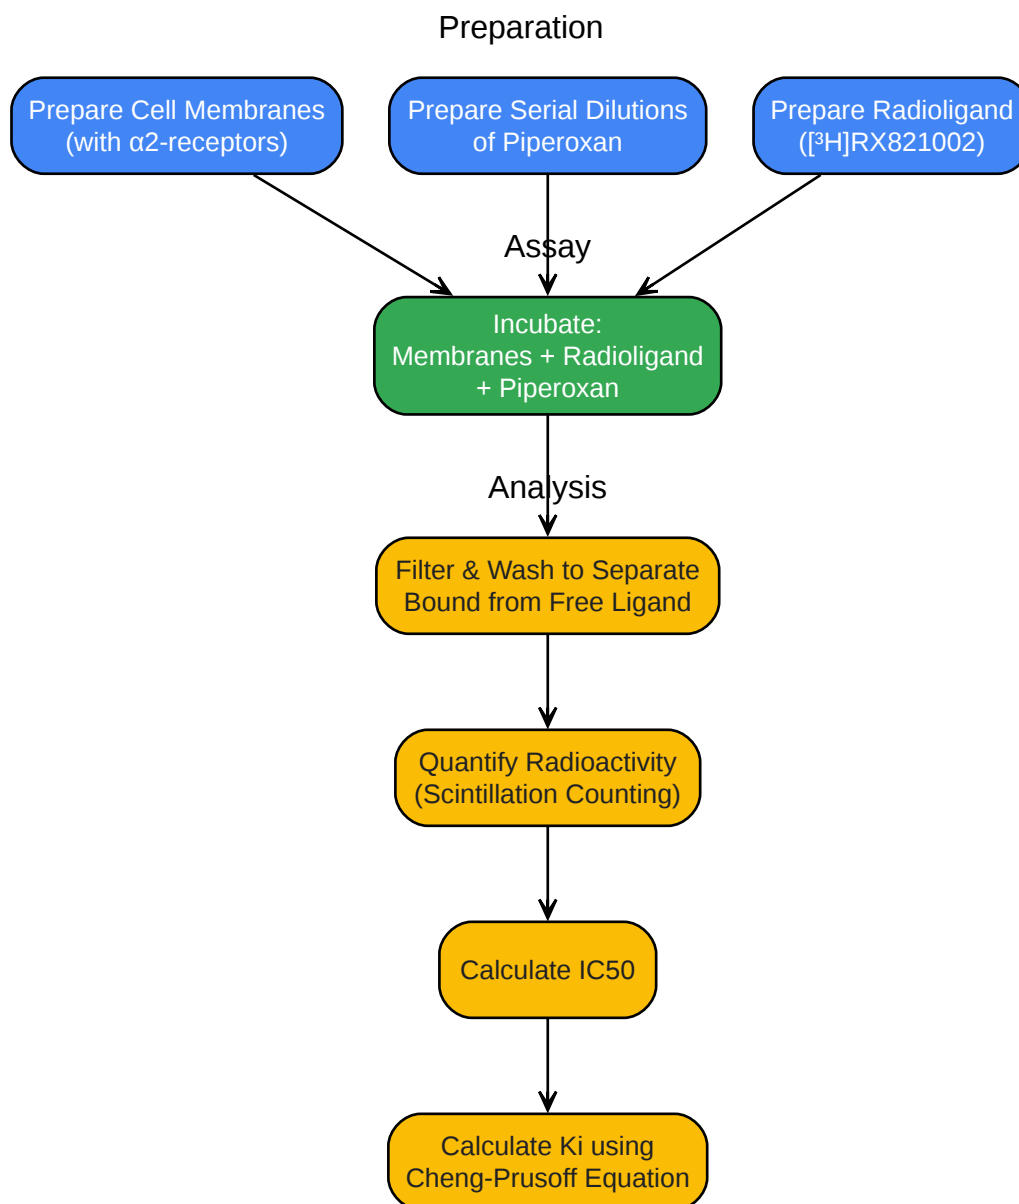 Preparation
Prepare Cell Membranes
(with α2-receptors)
Prepare Serial Dilutions
of Piperoxan
Prepare Radioligand
([³H]RX821002)
Assay
Incubate:
Membranes + Radioligand
+ Piperoxan
Analysis
Filter & Wash to Separate
Bound from Free Ligand
Quantify Radioactivity
(Scintillation Counting)
Calculate IC50
Calculate Ki using
Cheng-Prusoff Equation